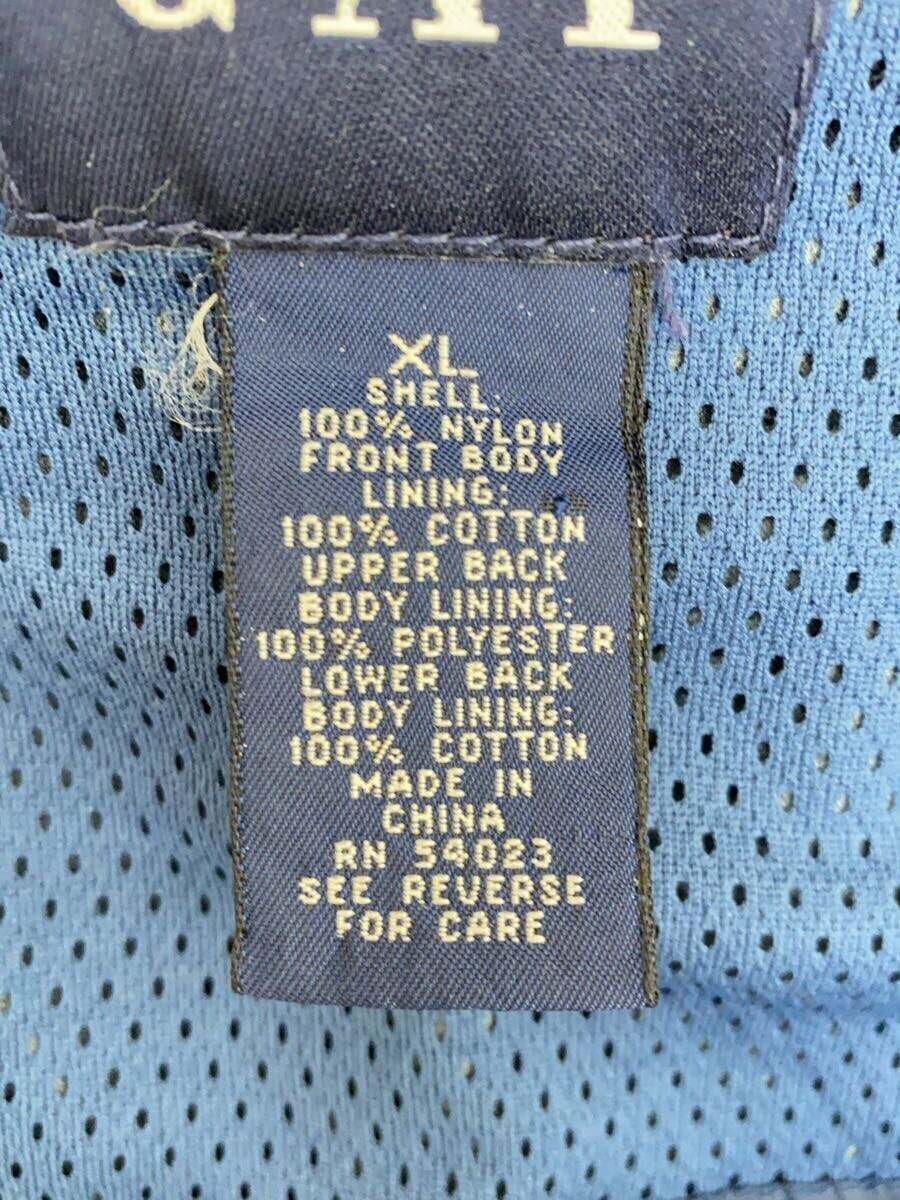 XL
SHELL:
100% NYLON
FRONT BODY
LINING:
100% COTTON
UPPER BACK
BODY LINING:
100% POLYESTER
LOWER BACK
BODY LINING:
100% COTTON
MADE IN
CHINA
RN 54023
SEE REVERSE
FOR CARE